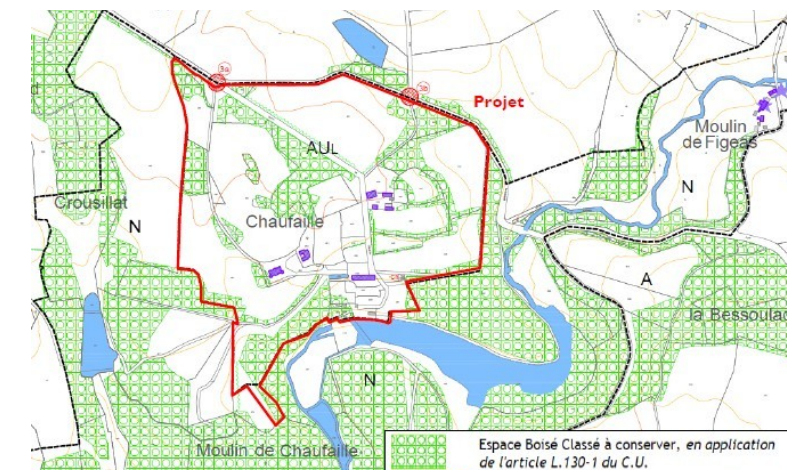 3a
3b
Projet
Moulin
de Figeas
AUL
N
Crousillat
N
Chaufaille
A
la Bessoulac
N
Moulin de Chaufaille
Espace Boisé Classé à conserver, en application
de l'article L.130-1 du C.U.